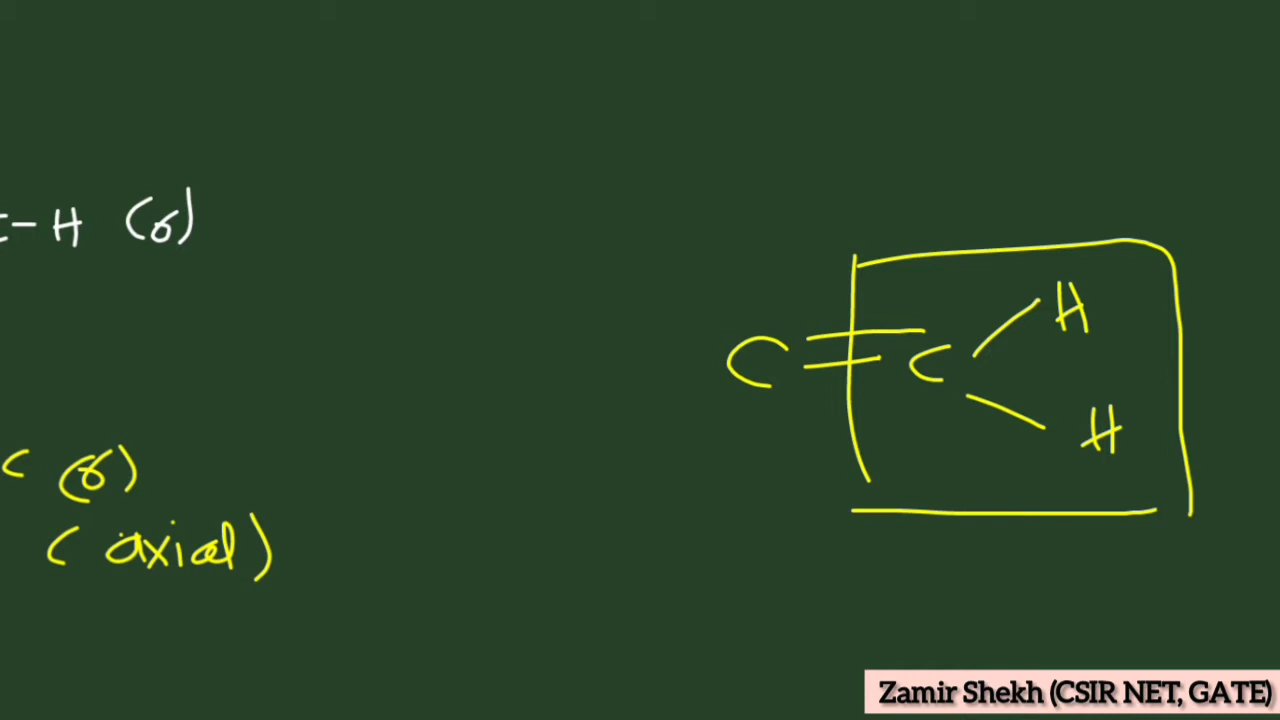 C-H (σ)
C=C
H
H
C (σ)
(axial)
Zamir Shekh (CSIR NET, GATE)